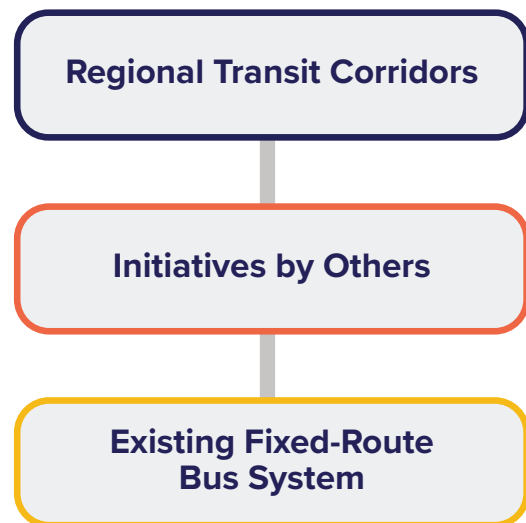 Regional Transit Corridors
Initiatives by Others
Existing Fixed-Route
Bus System